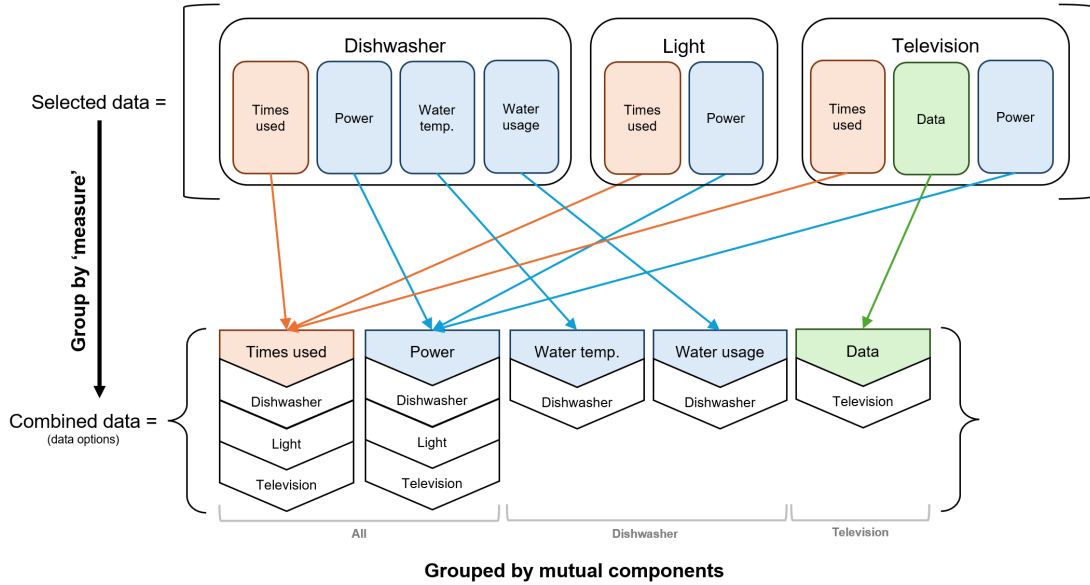 Dishwasher
Light
Television
Selected data =
Times used
Power
Water temp.
Water usage
Times used
Power
Times used
Data
Power
Group by ‘measure’
Combined data =
(data options)
Times used
Power
Water temp.
Water usage
Data
Dishwasher
Dishwasher
Dishwasher
Dishwasher
Television
Light
Light
Television
Television
All
Dishwasher
Television
Grouped by mutual components